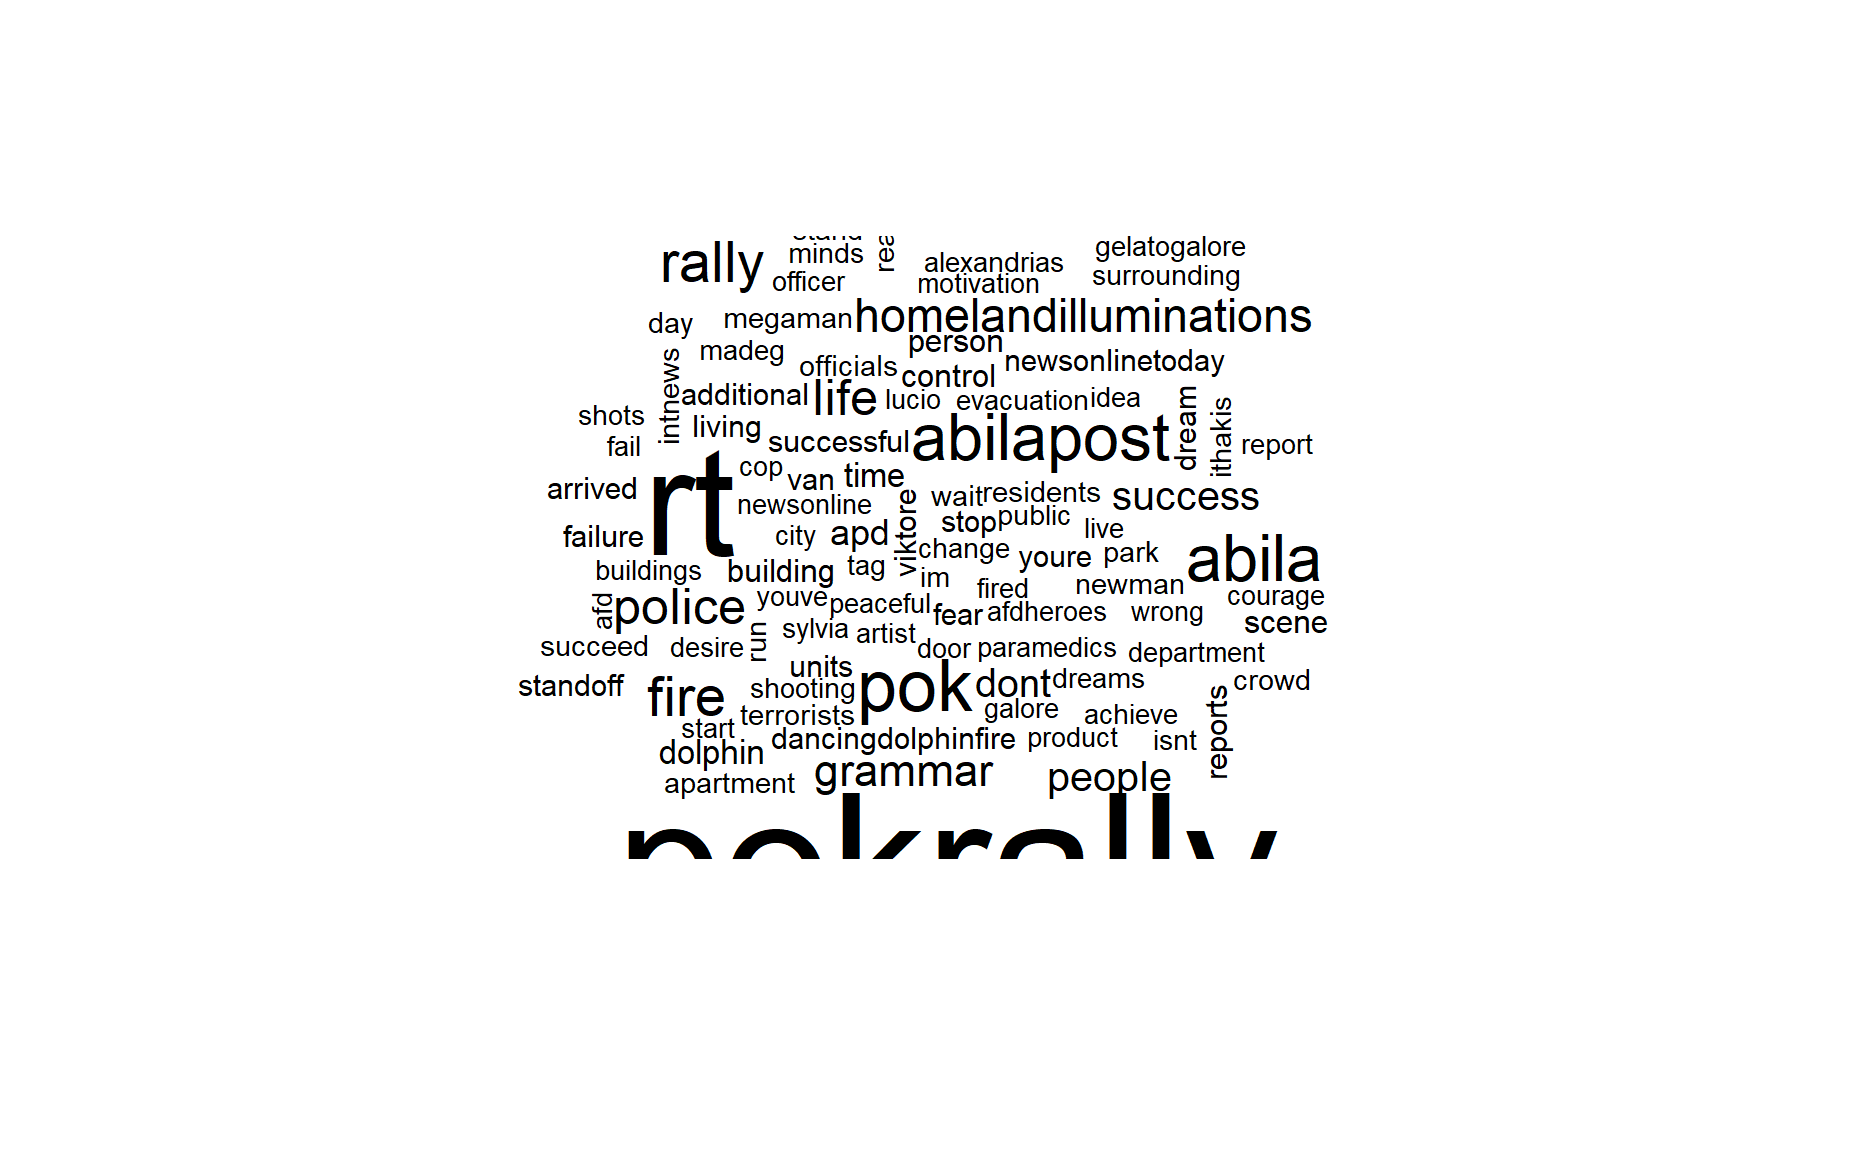 stand
rally
minds
officer
alexandrias
motivation
gelatogalore
surrounding
homelandilluminations
day
megaman
person
madeg
officials
newsonlinetoday
control
intnews
additional
life
lucio
evacuation
idea
dream
ithakis
shots
living
fail
successful
abilapost
report
rt
cop
van
time
arrived
newsonline
viktore
wait
residents
success
stop
public
live
failure
city
apd
change
youre
park
abila
buildings
building
tag
im
fired
newman
courage
afd
police
youve
peaceful
fear
afdheroes
wrong
scene
succeed
desire
run
sylvia
artist
door
paramedics
department
units
standoff
fire
shooting
pok
dont
dreams
crowd
reports
start
terrorists
galore
achieve
dolphin
dancingdolphinfire
product
isnt
apartment
grammar
people
pokrally